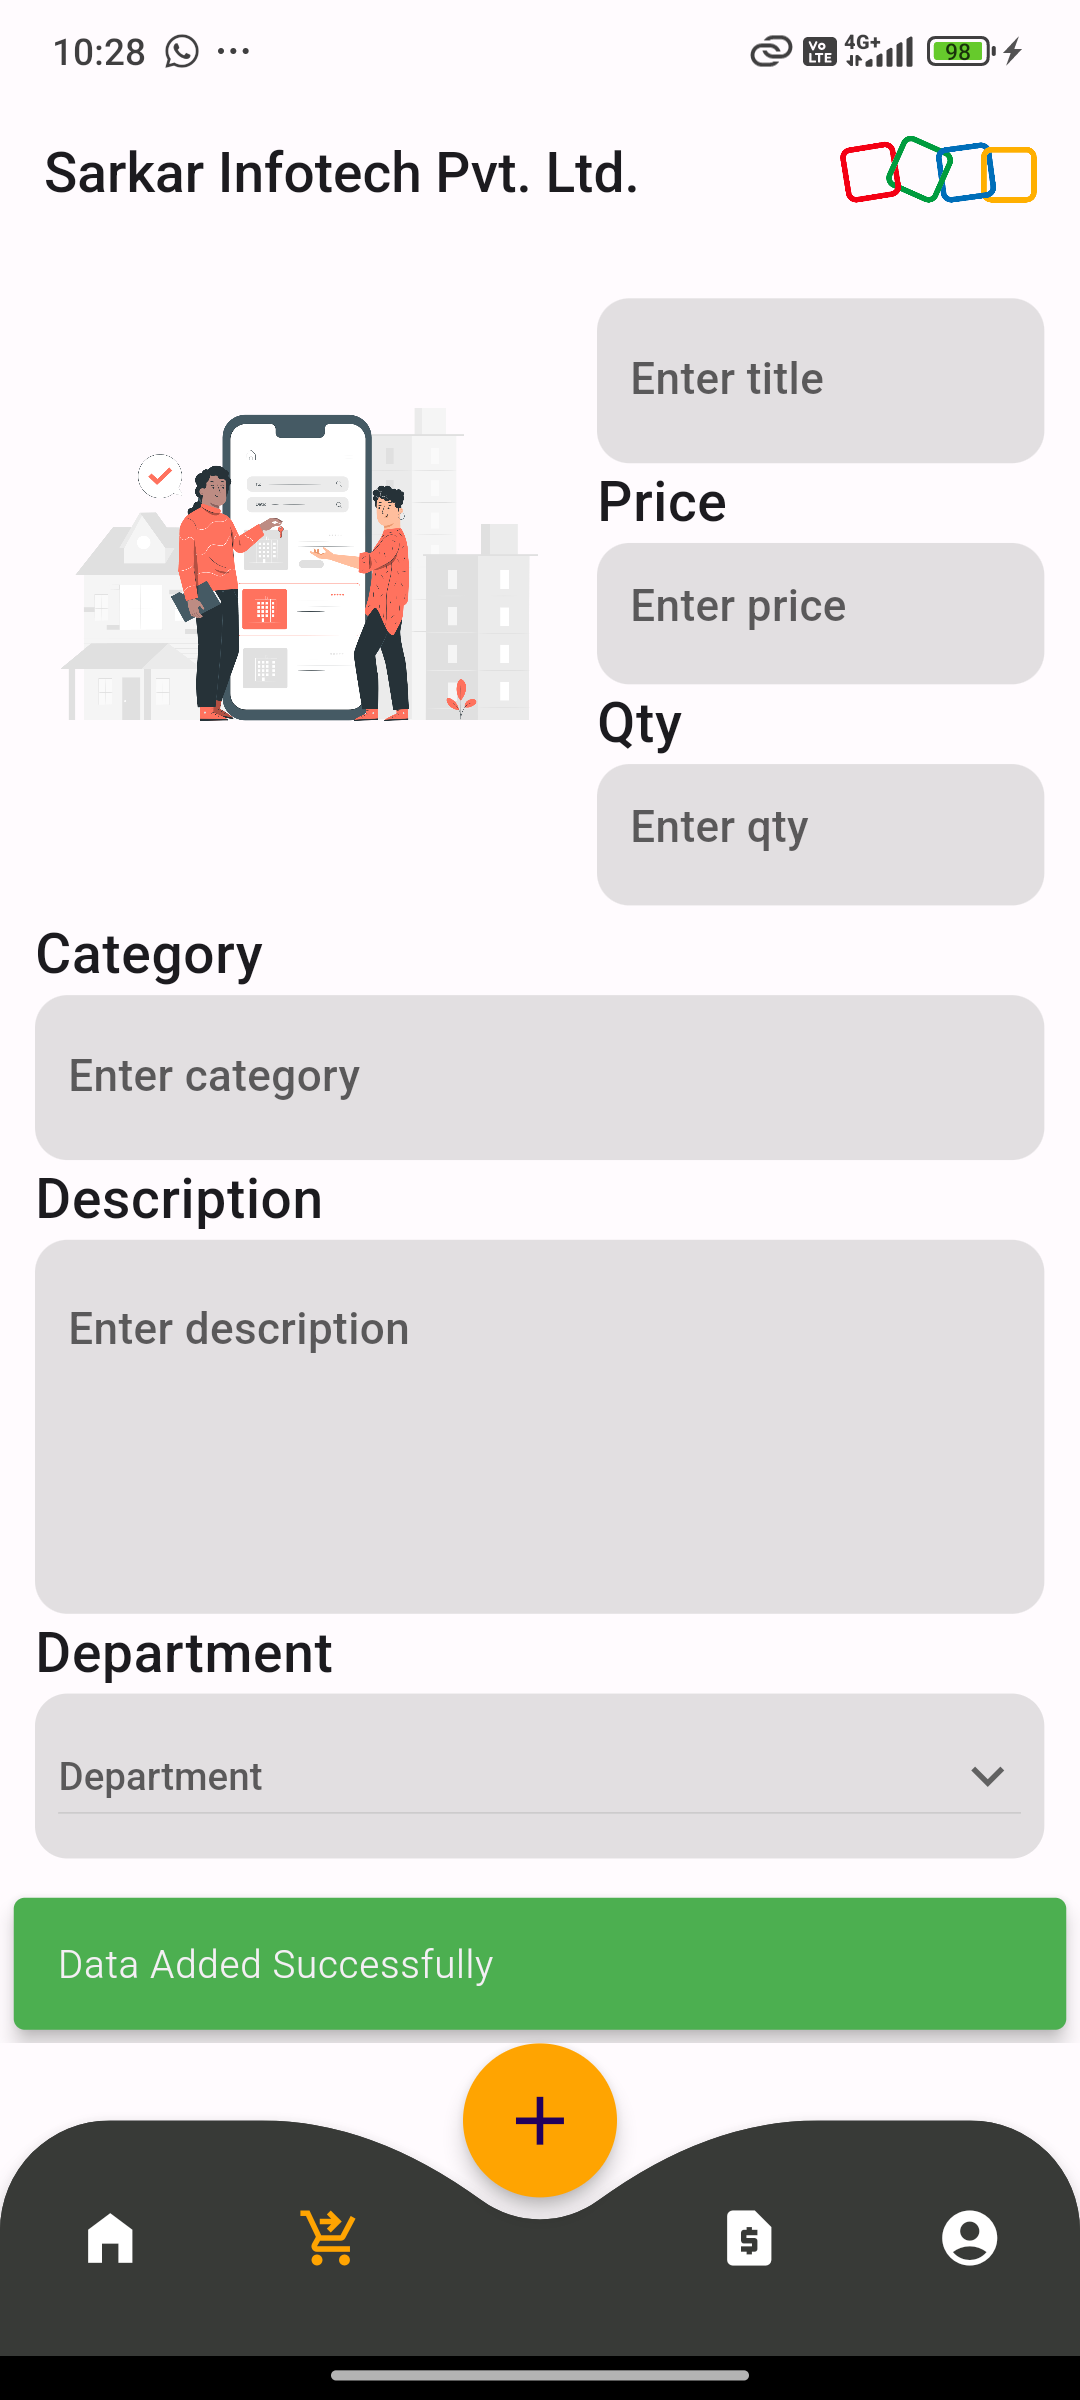 10:28
Vo LTE 4G+ 98
Sarkar Infotech Pvt. Ltd.
Enter title
Price
Enter price
Qty
Enter qty
Category
Enter category
Description
Enter description
Department
Department
Data Added Successfully